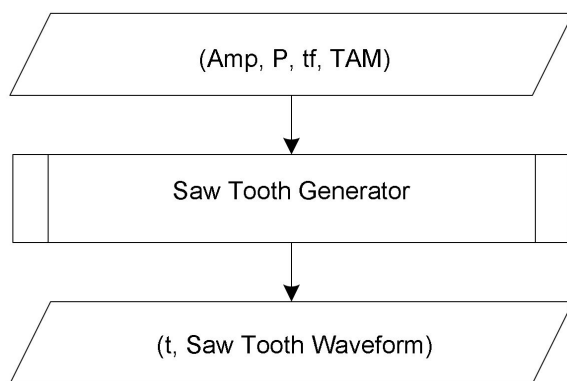 (Amp, P, tf, TAM)
Saw Tooth Generator
(t, Saw Tooth Waveform)